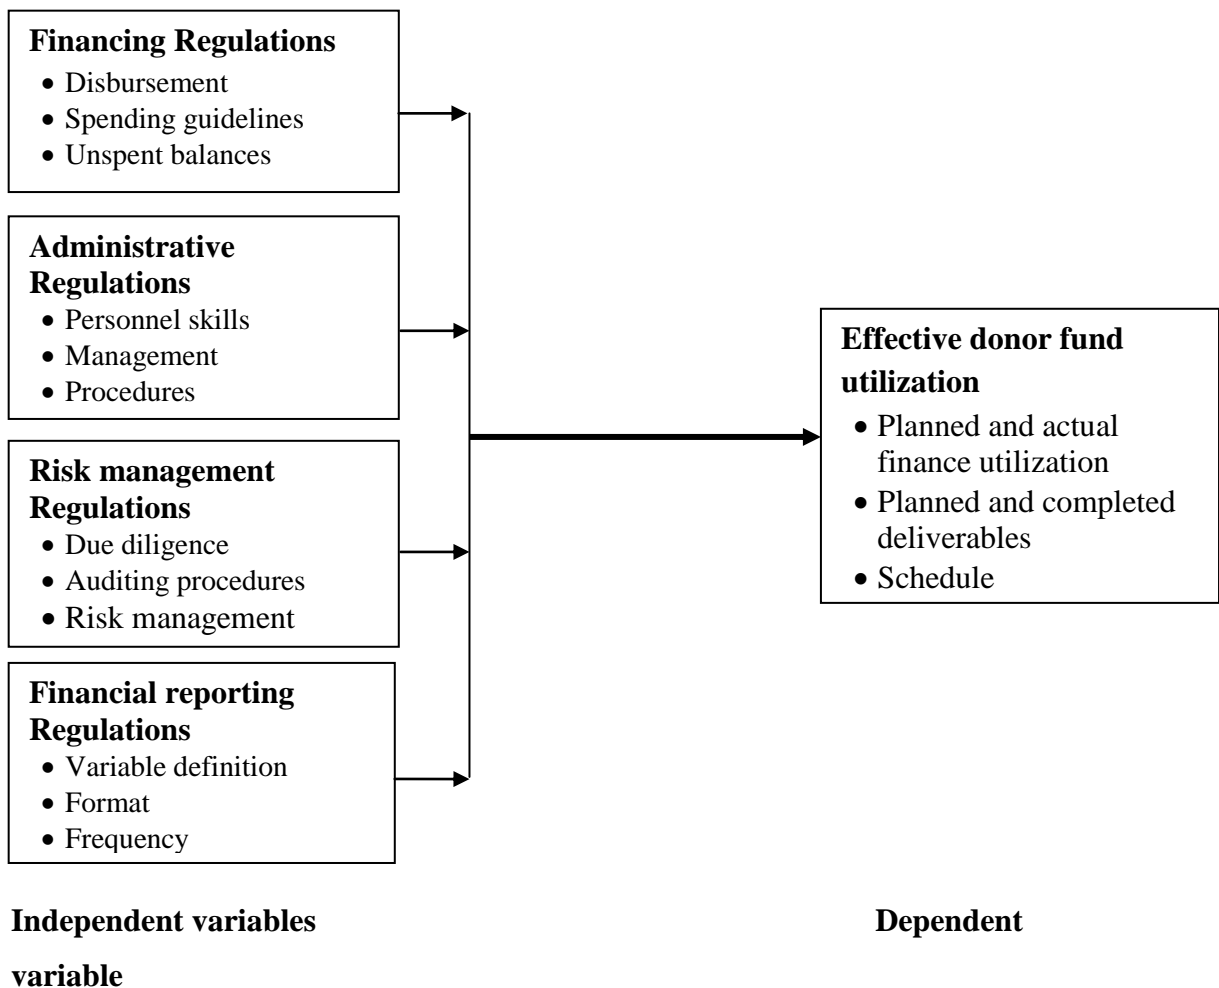 Financing Regulations
• Disbursement
• Spending guidelines
• Unspent balances
Administrative
Regulations
• Personnel skills
• Management
• Procedures
Risk management
Regulations
• Due diligence
• Auditing procedures
• Risk management
Financial reporting
Regulations
• Variable definition
• Format
• Frequency
Effective donor fund
utilization
• Planned and actual
finance utilization
• Planned and completed
deliverables
• Schedule
Independent variables Dependent
variable